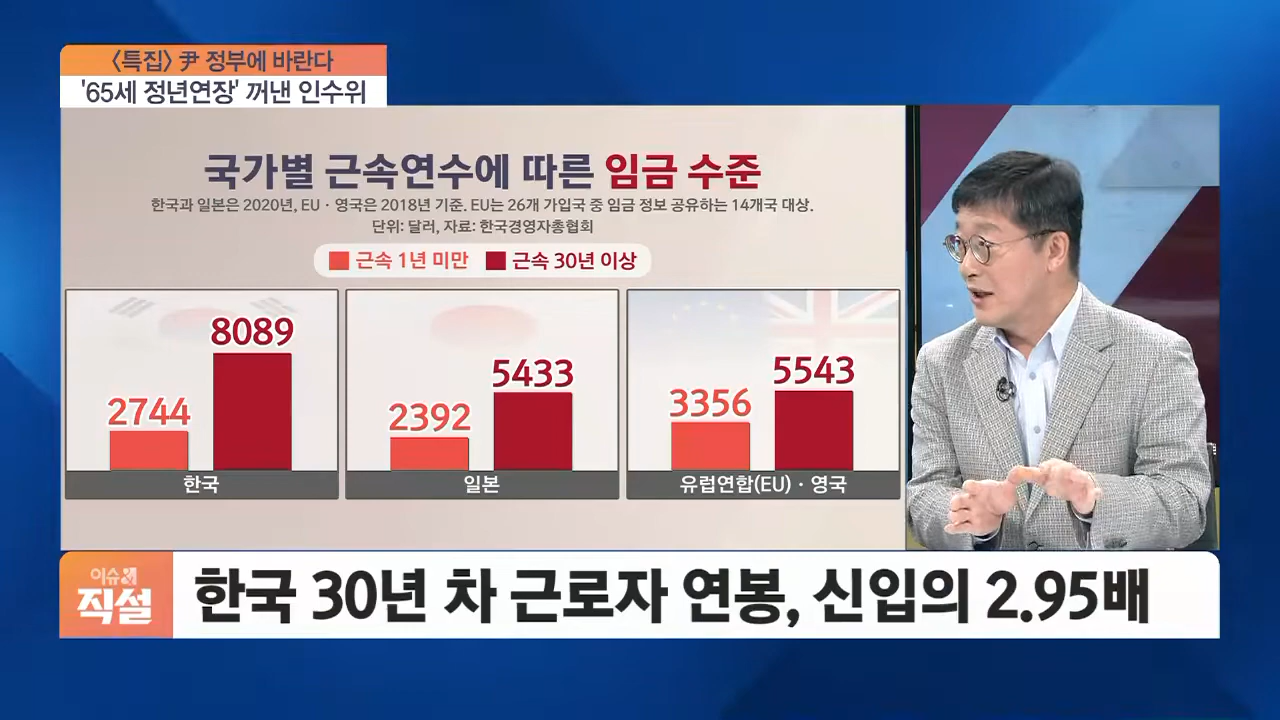 〈특집〉 尹 정부에 바란다
'65세 정년연장' 꺼낸 인수위
국가별 근속연수에 따른 임금 수준
한국과 일본은 2020년, EU · 영국은 2018년 기준. EU는 26개 가입국 중 임금 정보 공유하는 14개국 대상.
단위: 달러, 자료: 한국경영자총협회
근속 1년 미만 근속 30년 이상
2744 8089
한국
2392 5433
일본
3356 5543
유럽연합(EU) · 영국
이슈&
직설
한국 30년 차 근로자 연봉, 신입의 2.95배